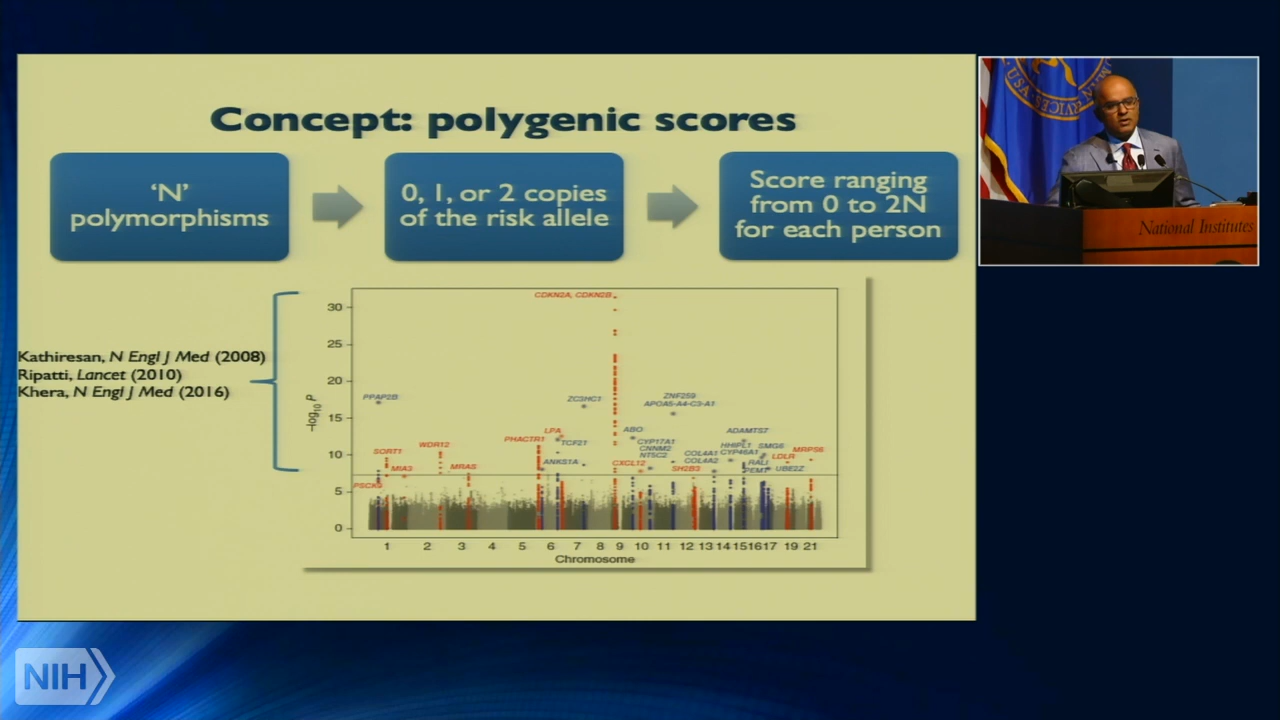 Concept: polygenic scores
‘N’
polymorphisms
0, 1, or 2 copies
of the risk allele
Score ranging
from 0 to 2N
for each person
Kathiresan, N Engl J Med (2008)
Ripatti, Lancet (2010)
Khera, N Engl J Med (2016)
–log10 P
30
25
20
15
10
5
0
CDKN2A, CDKN2B
PPAP2B
ZC3HC1
ZNF259
APOA5-A4-C3-A1
SORT1
WDR12
PHACTR1
LPA
TCF21
ABO
CYP17A1
CNNM2
NT5C2
ADAMTS7
HHIPL1
SMG6
CYP46A1
MIA3
MRAS
ANKS1A
CXCL12
SH2B3
COL4A1
COL4A2
RAI1
PEMT
LDLR
UBE2Z
MRPS6
PSCK9
1 2 3 4 5 6 7 8 9 10 11 12 13 14 15 16 17 19 21
Chromosome
National Institutes
USA
NIH